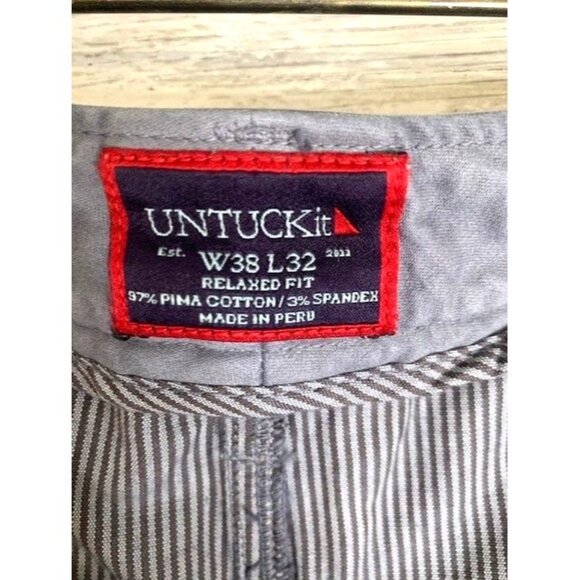 UNTUCKit
Est. W38 L32 2011
RELAXED FIT
97% PIMA COTTON/3% SPANDEX
MADE IN PERU